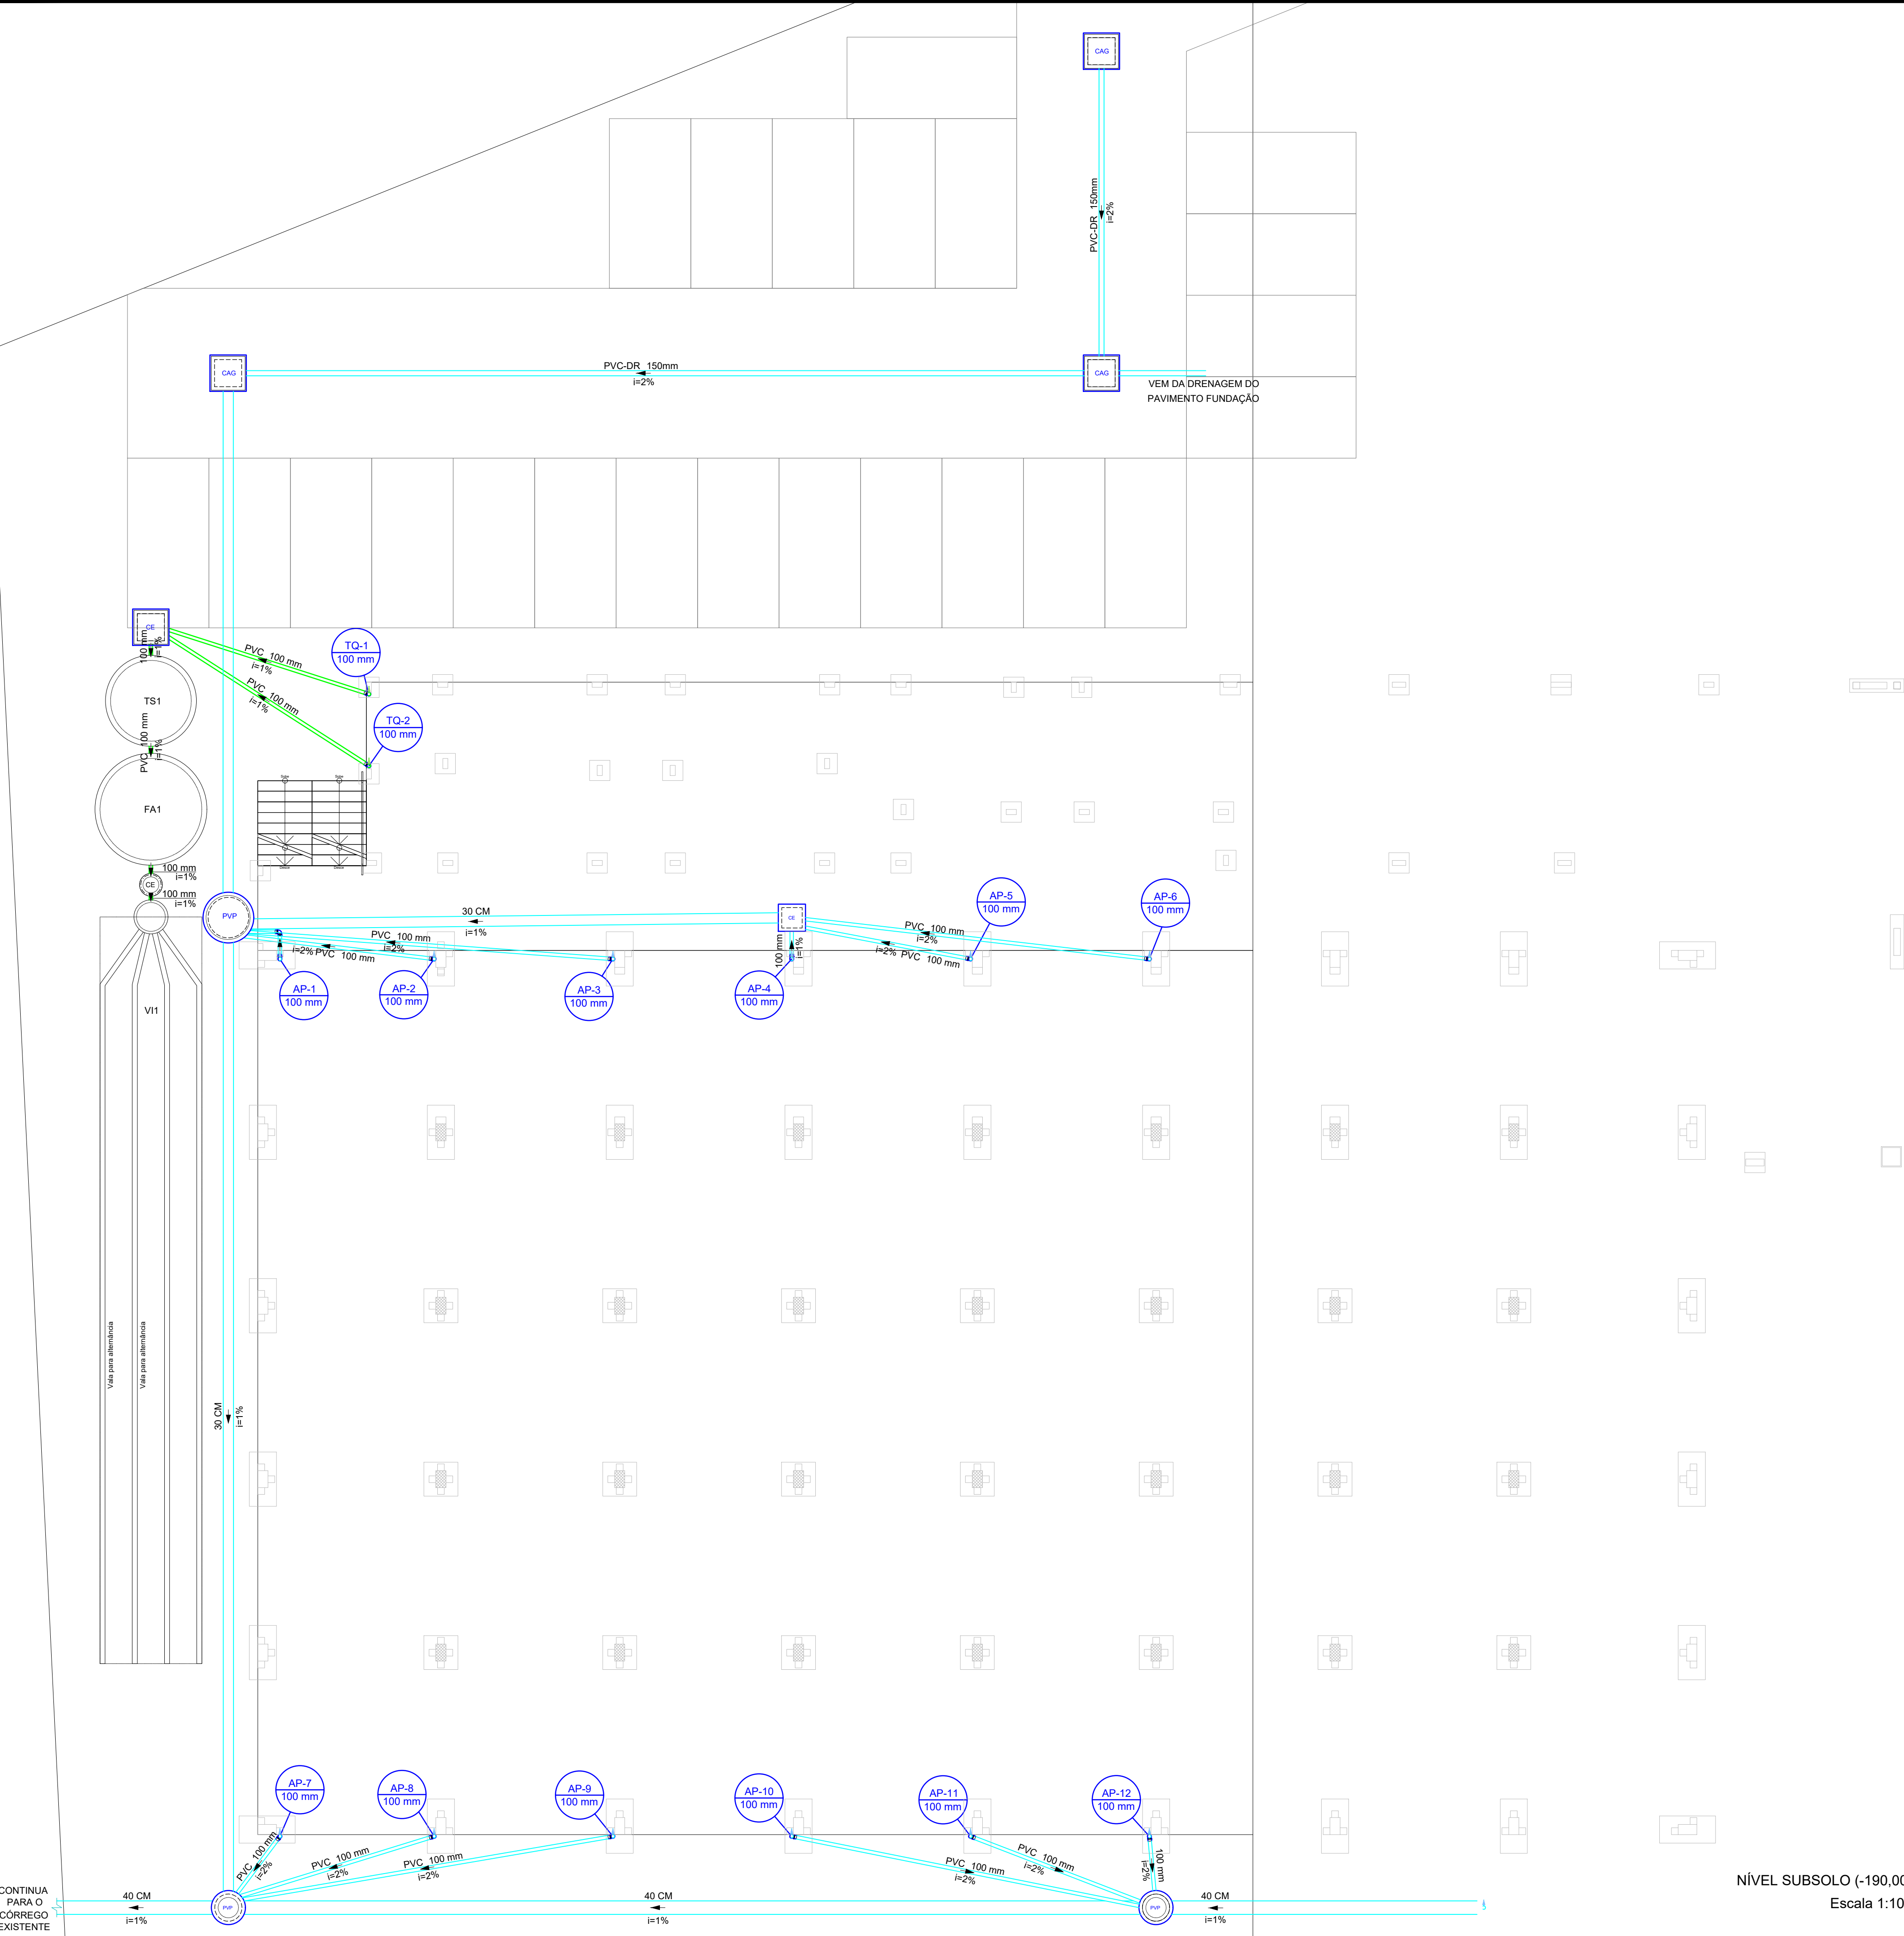 CAG
PVC-DR 150mm
i=2%
CAG
PVC-DR 150mm
i=2%
CAG
VEM DA DRENAGEM DO
PAVIMENTO FUNDAÇÃO
CE
100 mm
i=1%
PVC 100 mm
i=1%
TQ-1
100 mm
PVC 100 mm
i=1%
TQ-2
100 mm
TS1
PVC 100 mm
i=1%
FA1
100 mm
i=1%
CE
100 mm
i=1%
PVP
30 CM
i=1%
CE
AP-5
100 mm
AP-6
100 mm
PVC 100 mm
i=2%
i=2% PVC 100 mm
PVC 100 mm
i=2%
i=2% PVC 100 mm
100 mm
i=1%
AP-1
100 mm
AP-2
100 mm
AP-3
100 mm
AP-4
100 mm
VI1
Vala para alternância
Vala para alternância
30 CM
i=1%
AP-7
100 mm
AP-8
100 mm
AP-9
100 mm
AP-10
100 mm
AP-11
100 mm
AP-12
100 mm
PVC 100 mm
i=2%
PVC 100 mm
i=2%
PVC 100 mm
i=2%
PVC 100 mm
i=2%
PVC 100 mm
i=2%
100 mm
i=2%
CONTINUA
PARA O
CÓRREGO
EXISTENTE
40 CM
i=1%
PVP
40 CM
i=1%
PVP
40 CM
i=1%
NÍVEL SUBSOLO (-190,00
Escala 1:10